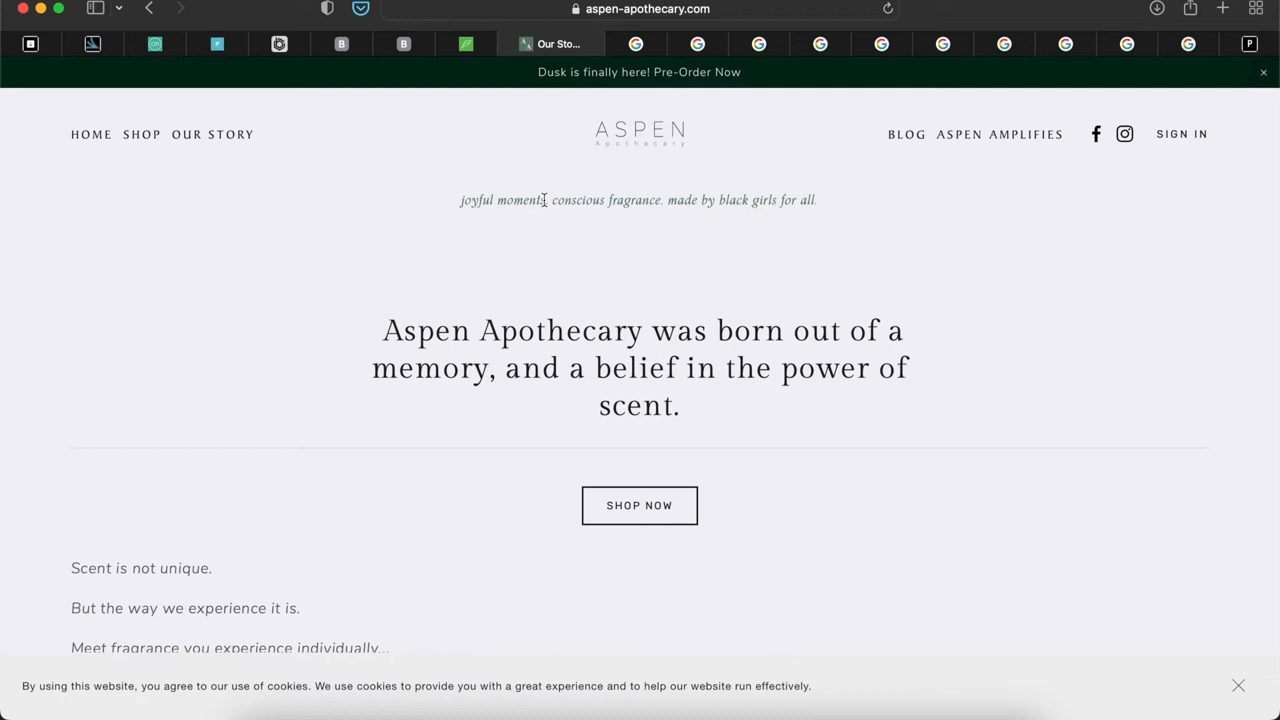 aspen-apothecary.com
Our Sto...
Dusk is finally here! Pre-Order Now
HOME SHOP OUR STORY
ASPEN
Apothecary
BLOG ASPEN AMPLIFIES
SIGN IN
joyful moments. conscious fragrance. made by black girls for all.
Aspen Apothecary was born out of a
memory, and a belief in the power of
scent.
SHOP NOW
Scent is not unique.
But the way we experience it is.
Meet fragrance you experience individually...
By using this website, you agree to our use of cookies. We use cookies to provide you with a great experience and to help our website run effectively.